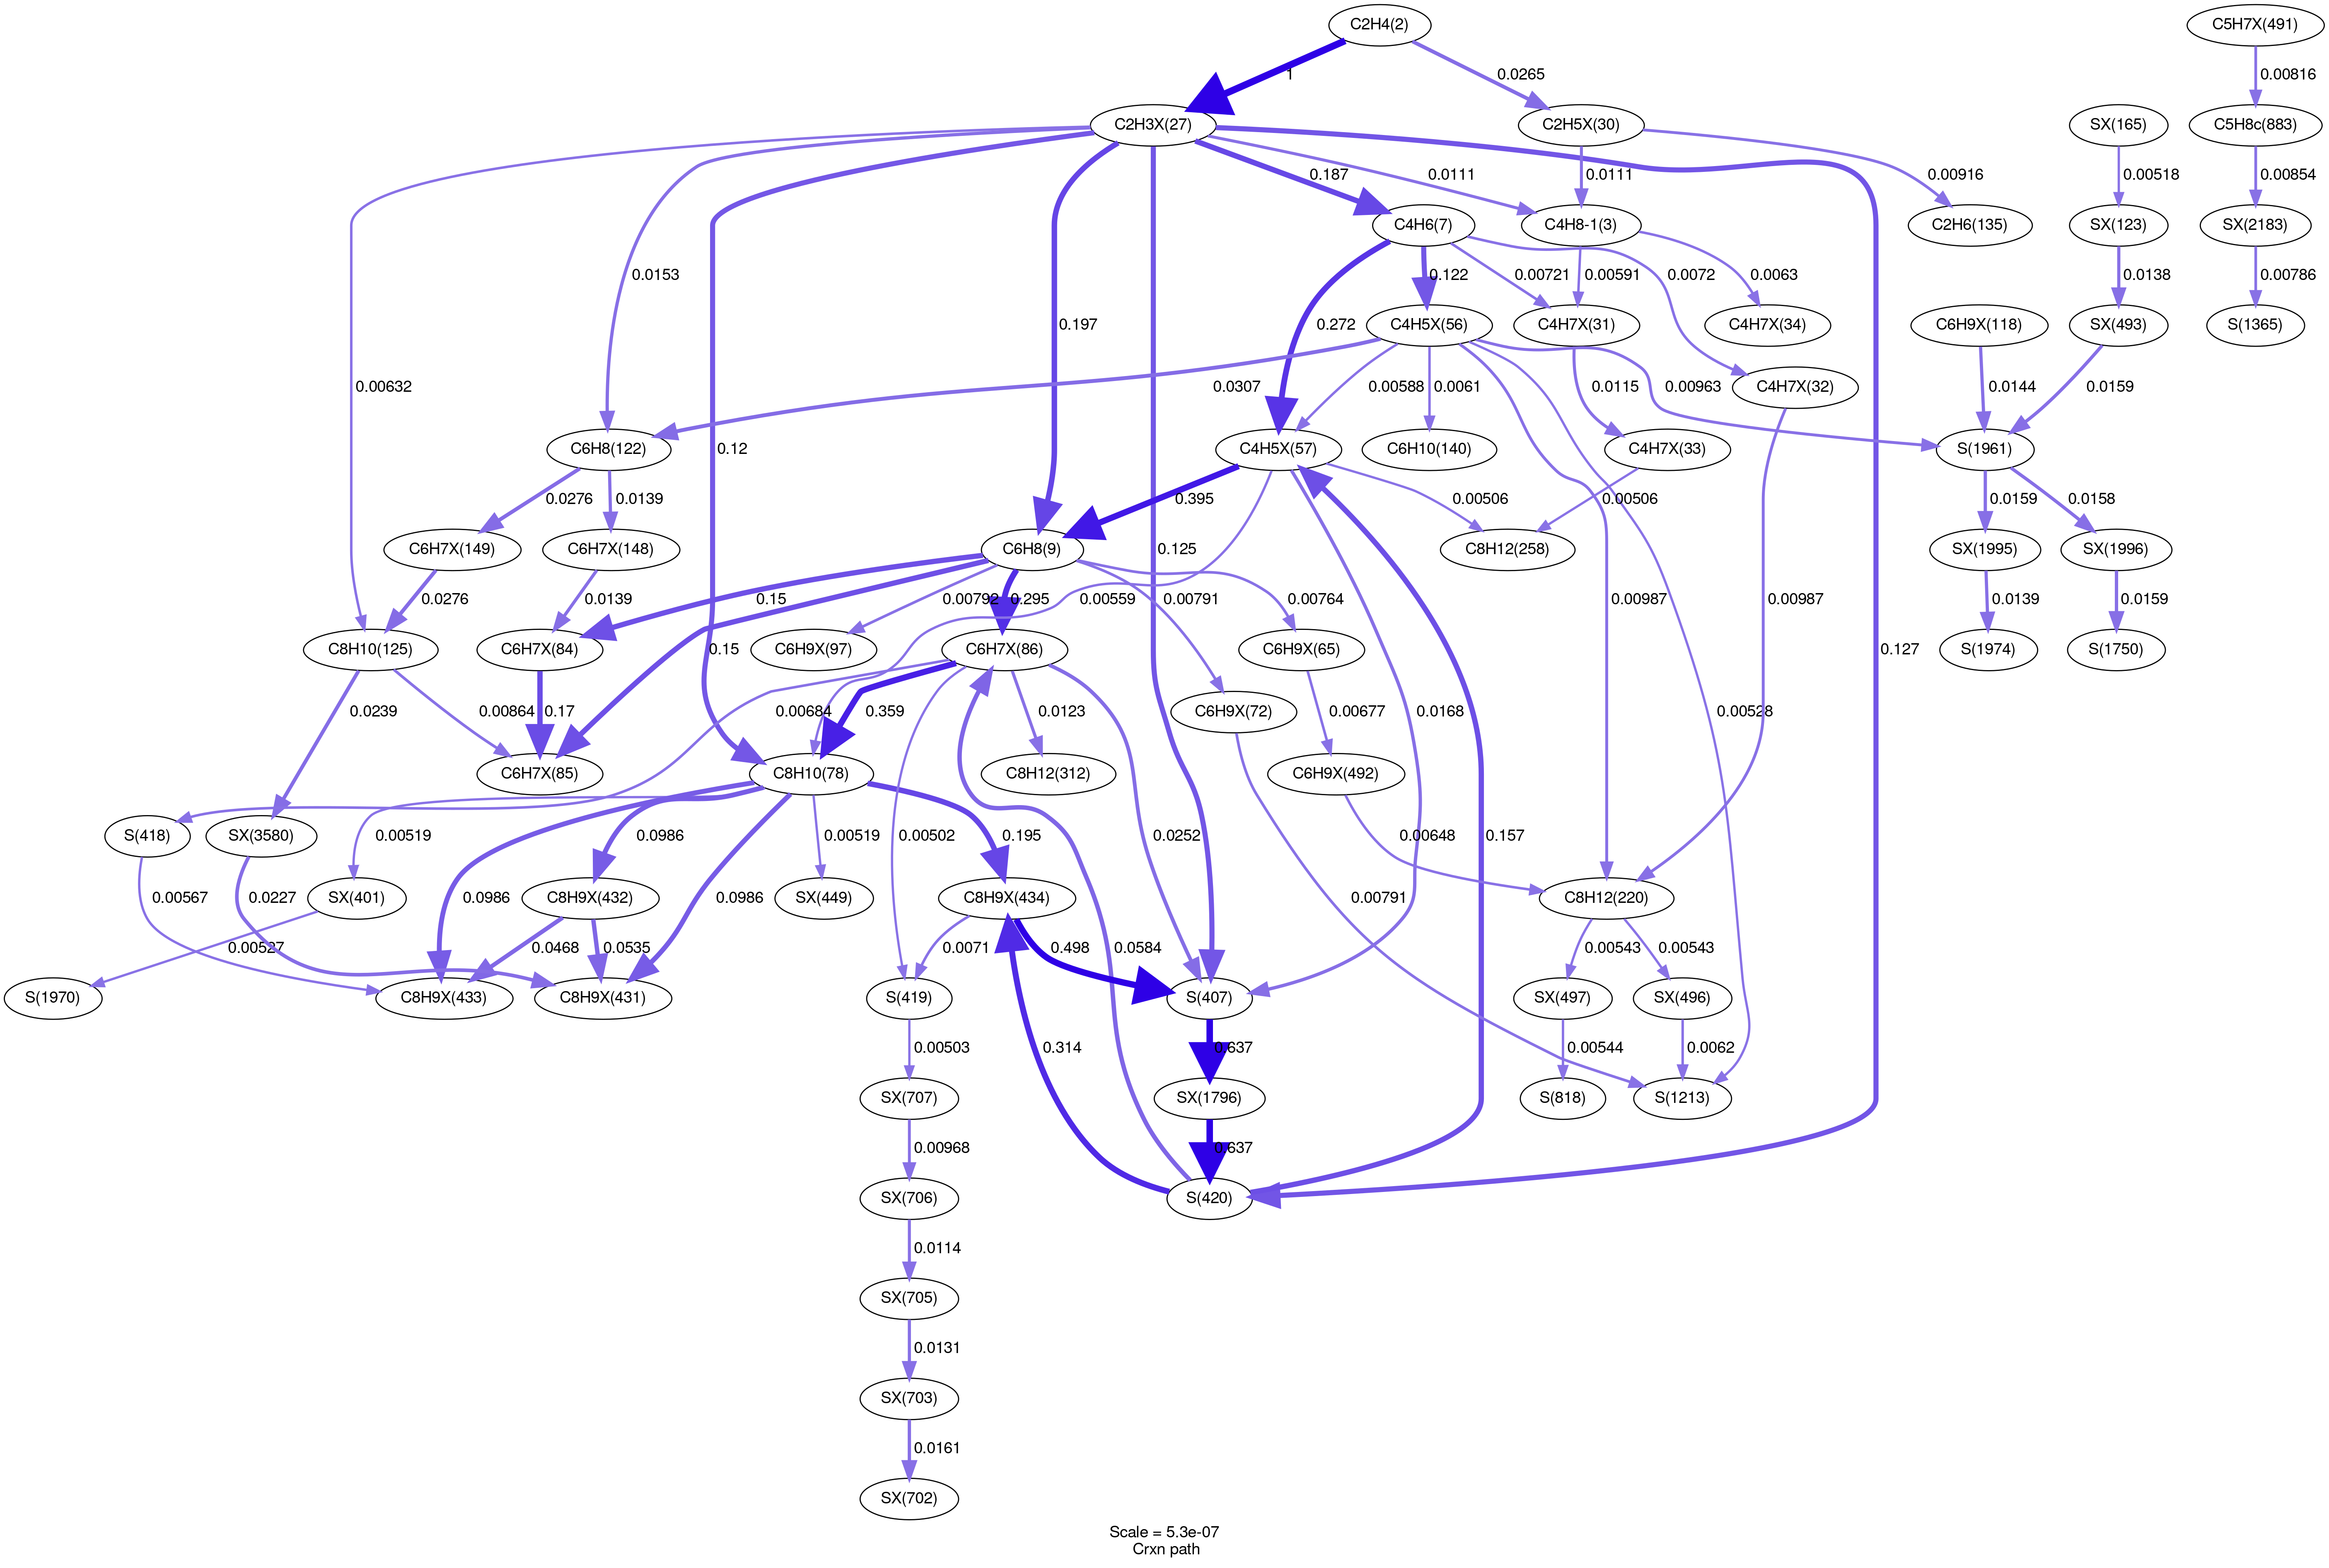 C2H4(2)
C5H7X(491)
1
0.0265
0.00816
C2H3X(27)
C2H5X(30)
SX(165)
C5H8c(883)
0.187
0.0111
0.0111
0.00916
0.00518
0.00854
C4H6(7)
C4H8-1(3)
C2H6(135)
SX(123)
SX(2183)
0.0153
0.197
0.122
0.00721
0.00591
0.0072
0.0063
0.0138
0.00786
0.272
C4H5X(56)
C4H7X(31)
C4H7X(34)
C6H9X(118)
SX(493)
S(1365)
0.00632
0.0307
0.00588
0.0061
0.0115
0.00963
C4H7X(32)
0.0144
0.0159
0.12
C6H8(122)
C4H5X(57)
C6H10(140)
C4H7X(33)
S(1961)
0.0276
0.0139
0.395
0.00506
0.00506
0.0159
0.0158
C6H7X(149)
C6H7X(148)
C6H8(9)
0.125
C8H12(258)
SX(1995)
SX(1996)
0.0276
0.0139
0.15
0.00792
0.295
0.00559
0.00791
0.00764
0.00987
0.00987
0.0139
0.0159
C8H10(125)
C6H7X(84)
0.15
C6H9X(97)
C6H7X(86)
C6H9X(65)
0.127
S(1974)
S(1750)
0.0239
0.00864
0.17
0.00684
0.359
0.0123
C6H9X(72)
0.00677
0.0168
0.00528
C6H7X(85)
C8H10(78)
C8H12(312)
C6H9X(492)
S(418)
SX(3580)
0.00519
0.0986
0.00519
0.195
0.00502
0.0252
0.157
0.00648
0.00567
0.0227
SX(401)
0.0986
C8H9X(432)
0.0986
SX(449)
C8H9X(434)
0.00791
C8H12(220)
0.00527
0.0468
0.0535
0.0071
0.498
0.0584
0.00543
0.00543
S(1970)
C8H9X(433)
C8H9X(431)
S(419)
S(407)
SX(497)
SX(496)
0.00503
0.314
0.637
0.00544
0.0062
SX(707)
SX(1796)
S(818)
S(1213)
0.00968
0.637
SX(706)
S(420)
0.0114
SX(705)
0.0131
SX(703)
0.0161
SX(702)
Scale = 5.3e-07
Crxn path